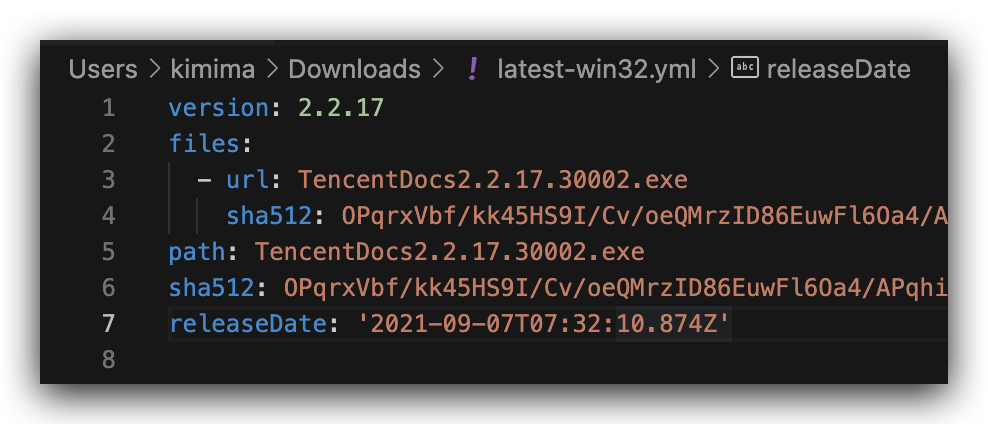 Users > kimima > Downloads > ! latest-win32.yml > abc releaseDate
1 version: 2.2.17
2 files:
3 - url: TencentDocs2.2.17.30002.exe
4 sha512: OPqrxVbf/kk45HS9I/Cv/oeQMrzID86EuwFl6Oa4/A
5 path: TencentDocs2.2.17.30002.exe
6 sha512: OPqrxVbf/kk45HS9I/Cv/oeQMrzID86EuwFl6Oa4/APqhi
7 releaseDate: '2021-09-07T07:32:10.874Z'
8